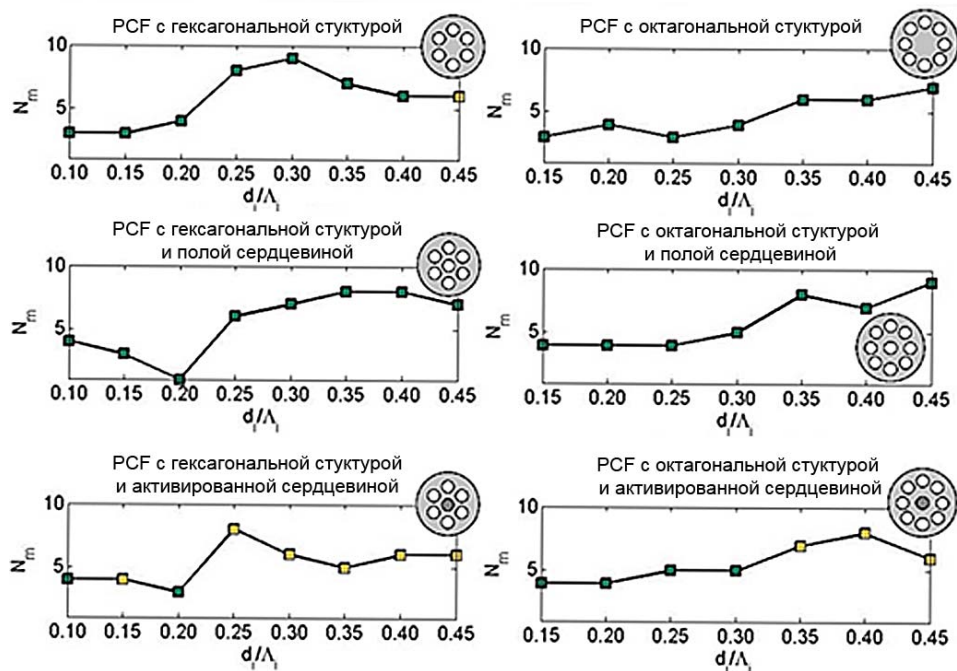 PCF с гексагональной стуктурой
10
5
N_m
0.10 0.15 0.20 0.25 0.30 0.35 0.40 0.45
d_i/Λ_i
PCF с октагональной стуктурой
10
5
N_m
0.15 0.20 0.25 0.30 0.35 0.40 0.45
d_i/Λ_i
PCF с гексагональной стуктурой
и полой сердцевиной
10
5
N_m
0.10 0.15 0.20 0.25 0.30 0.35 0.40 0.45
d_i/Λ_i
PCF с октагональной стуктурой
и полой сердцевиной
10
5
N_m
0.15 0.20 0.25 0.30 0.35 0.40 0.45
d_i/Λ_i
PCF с гексагональной стуктурой
и активированной сердцевиной
10
5
N_m
0.10 0.15 0.20 0.25 0.30 0.35 0.40 0.45
d_i/Λ_i
PCF с октагональной стуктурой
и активированной сердцевиной
10
5
N_m
0.15 0.20 0.25 0.30 0.35 0.40 0.45
d_i/Λ_i